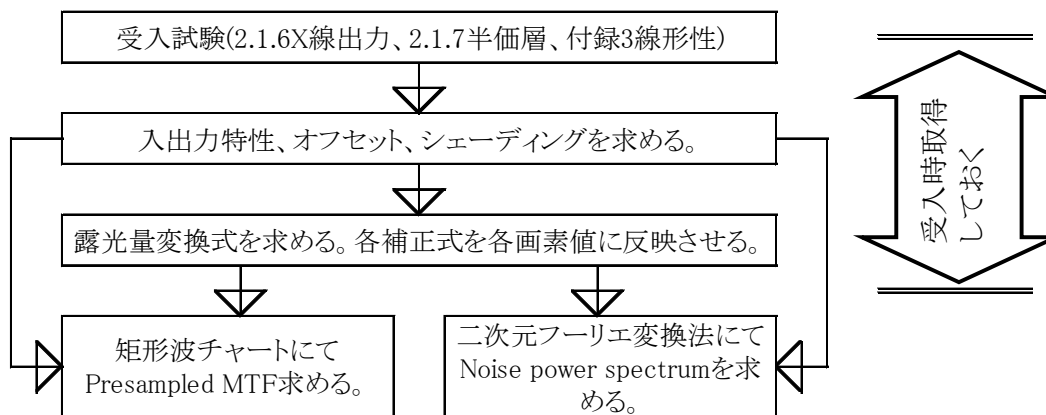 受入試験(2.1.6X線出力、2.1.7半価層、付録3線形性)
入出力特性、オフセット、シェーディングを求める。
露光量変換式を求める。各補正式を各画素値に反映させる。
矩形波チャートにて
Presampled MTF求める。
二次元フーリエ変換法にて
Noise power spectrumを求
める。
受入時取得
しておく